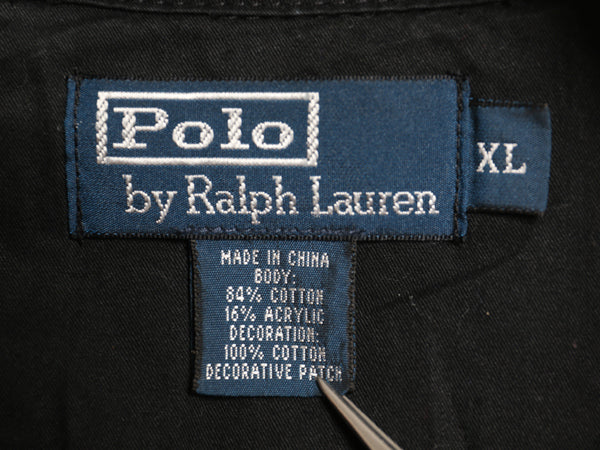 Polo
by Ralph Lauren
XL
MADE IN CHINA
BODY:
84% COTTON
16% ACRYLIC
DECORATION:
100% COTTON
DECORATIVE PATCH